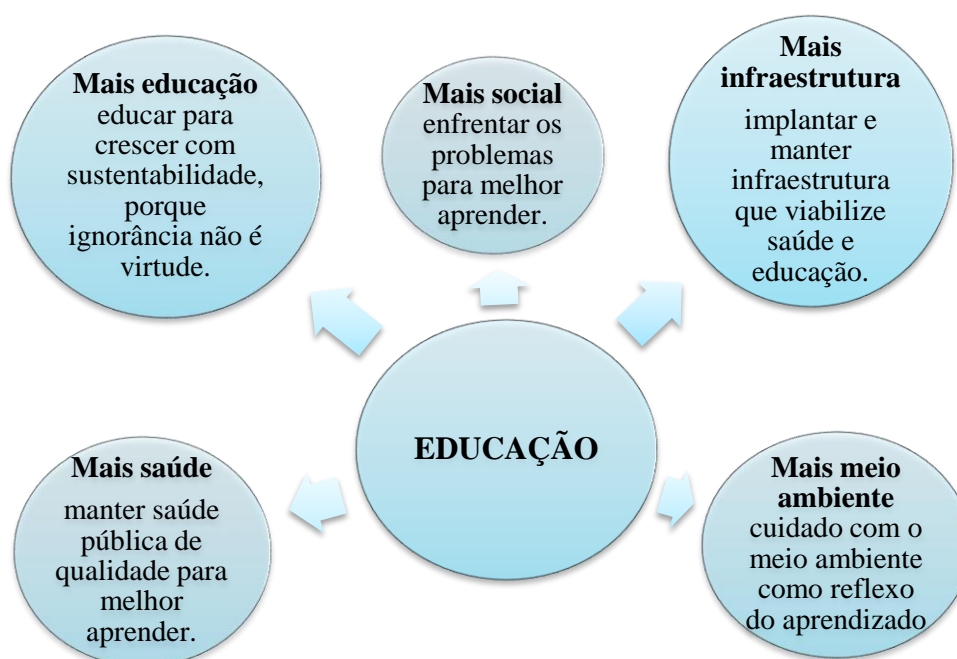 Mais educação
educar para
crescer com
sustentabilidade,
porque
ignorância não é
virtude.
Mais social
enfrentar os
problemas
para melhor
aprender.
Mais
infraestrutura
implantar e
manter
infraestrutura
que viabilize
saúde e
educação.
EDUCAÇÃO
Mais saúde
manter saúde
pública de
qualidade para
melhor
aprender.
Mais meio
ambiente
cuidado com o
meio ambiente
como reflexo
do aprendizado